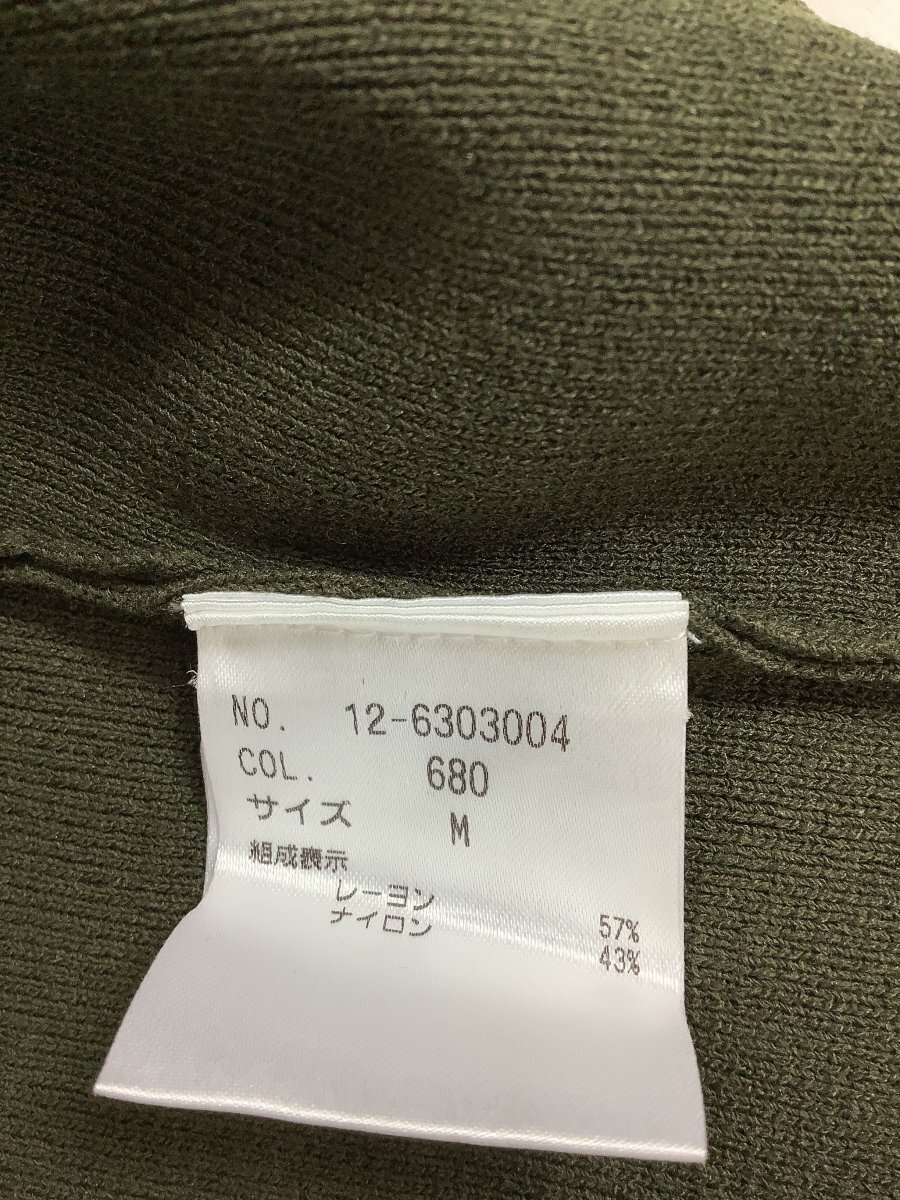 NO. 12-6303004
COL. 680
サイズ M
組成表示
レーヨン 57%
ナイロン 43%